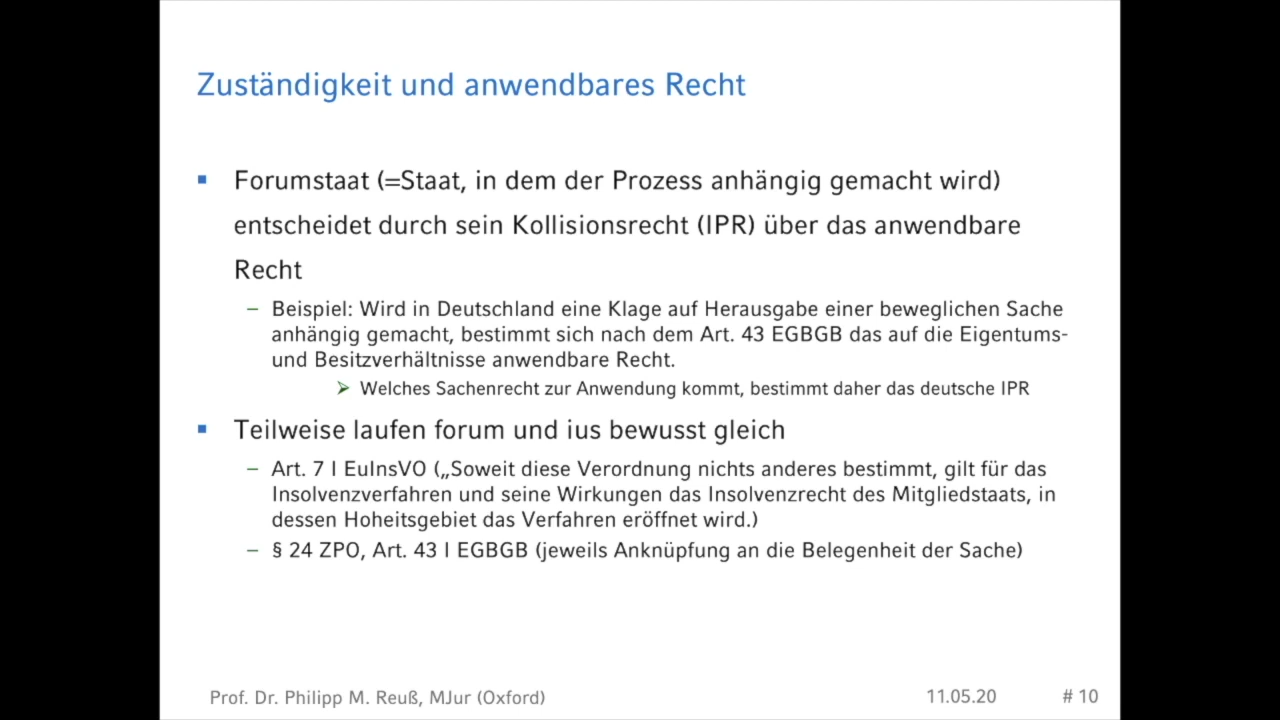 Zuständigkeit und anwendbares Recht
▪ Forumstaat (=Staat, in dem der Prozess anhängig gemacht wird)
entscheidet durch sein Kollisionsrecht (IPR) über das anwendbare
Recht
– Beispiel: Wird in Deutschland eine Klage auf Herausgabe einer beweglichen Sache
anhängig gemacht, bestimmt sich nach dem Art. 43 EGBGB das auf die Eigentums-
und Besitzverhältnisse anwendbare Recht.
➢ Welches Sachenrecht zur Anwendung kommt, bestimmt daher das deutsche IPR
▪ Teilweise laufen forum und ius bewusst gleich
– Art. 7 I EuInsVO („Soweit diese Verordnung nichts anderes bestimmt, gilt für das
Insolvenzverfahren und seine Wirkungen das Insolvenzrecht des Mitgliedstaats, in
dessen Hoheitsgebiet das Verfahren eröffnet wird.)
– § 24 ZPO, Art. 43 I EGBGB (jeweils Anknüpfung an die Belegenheit der Sache)
Prof. Dr. Philipp M. Reuß, MJur (Oxford) 11.05.20 # 10